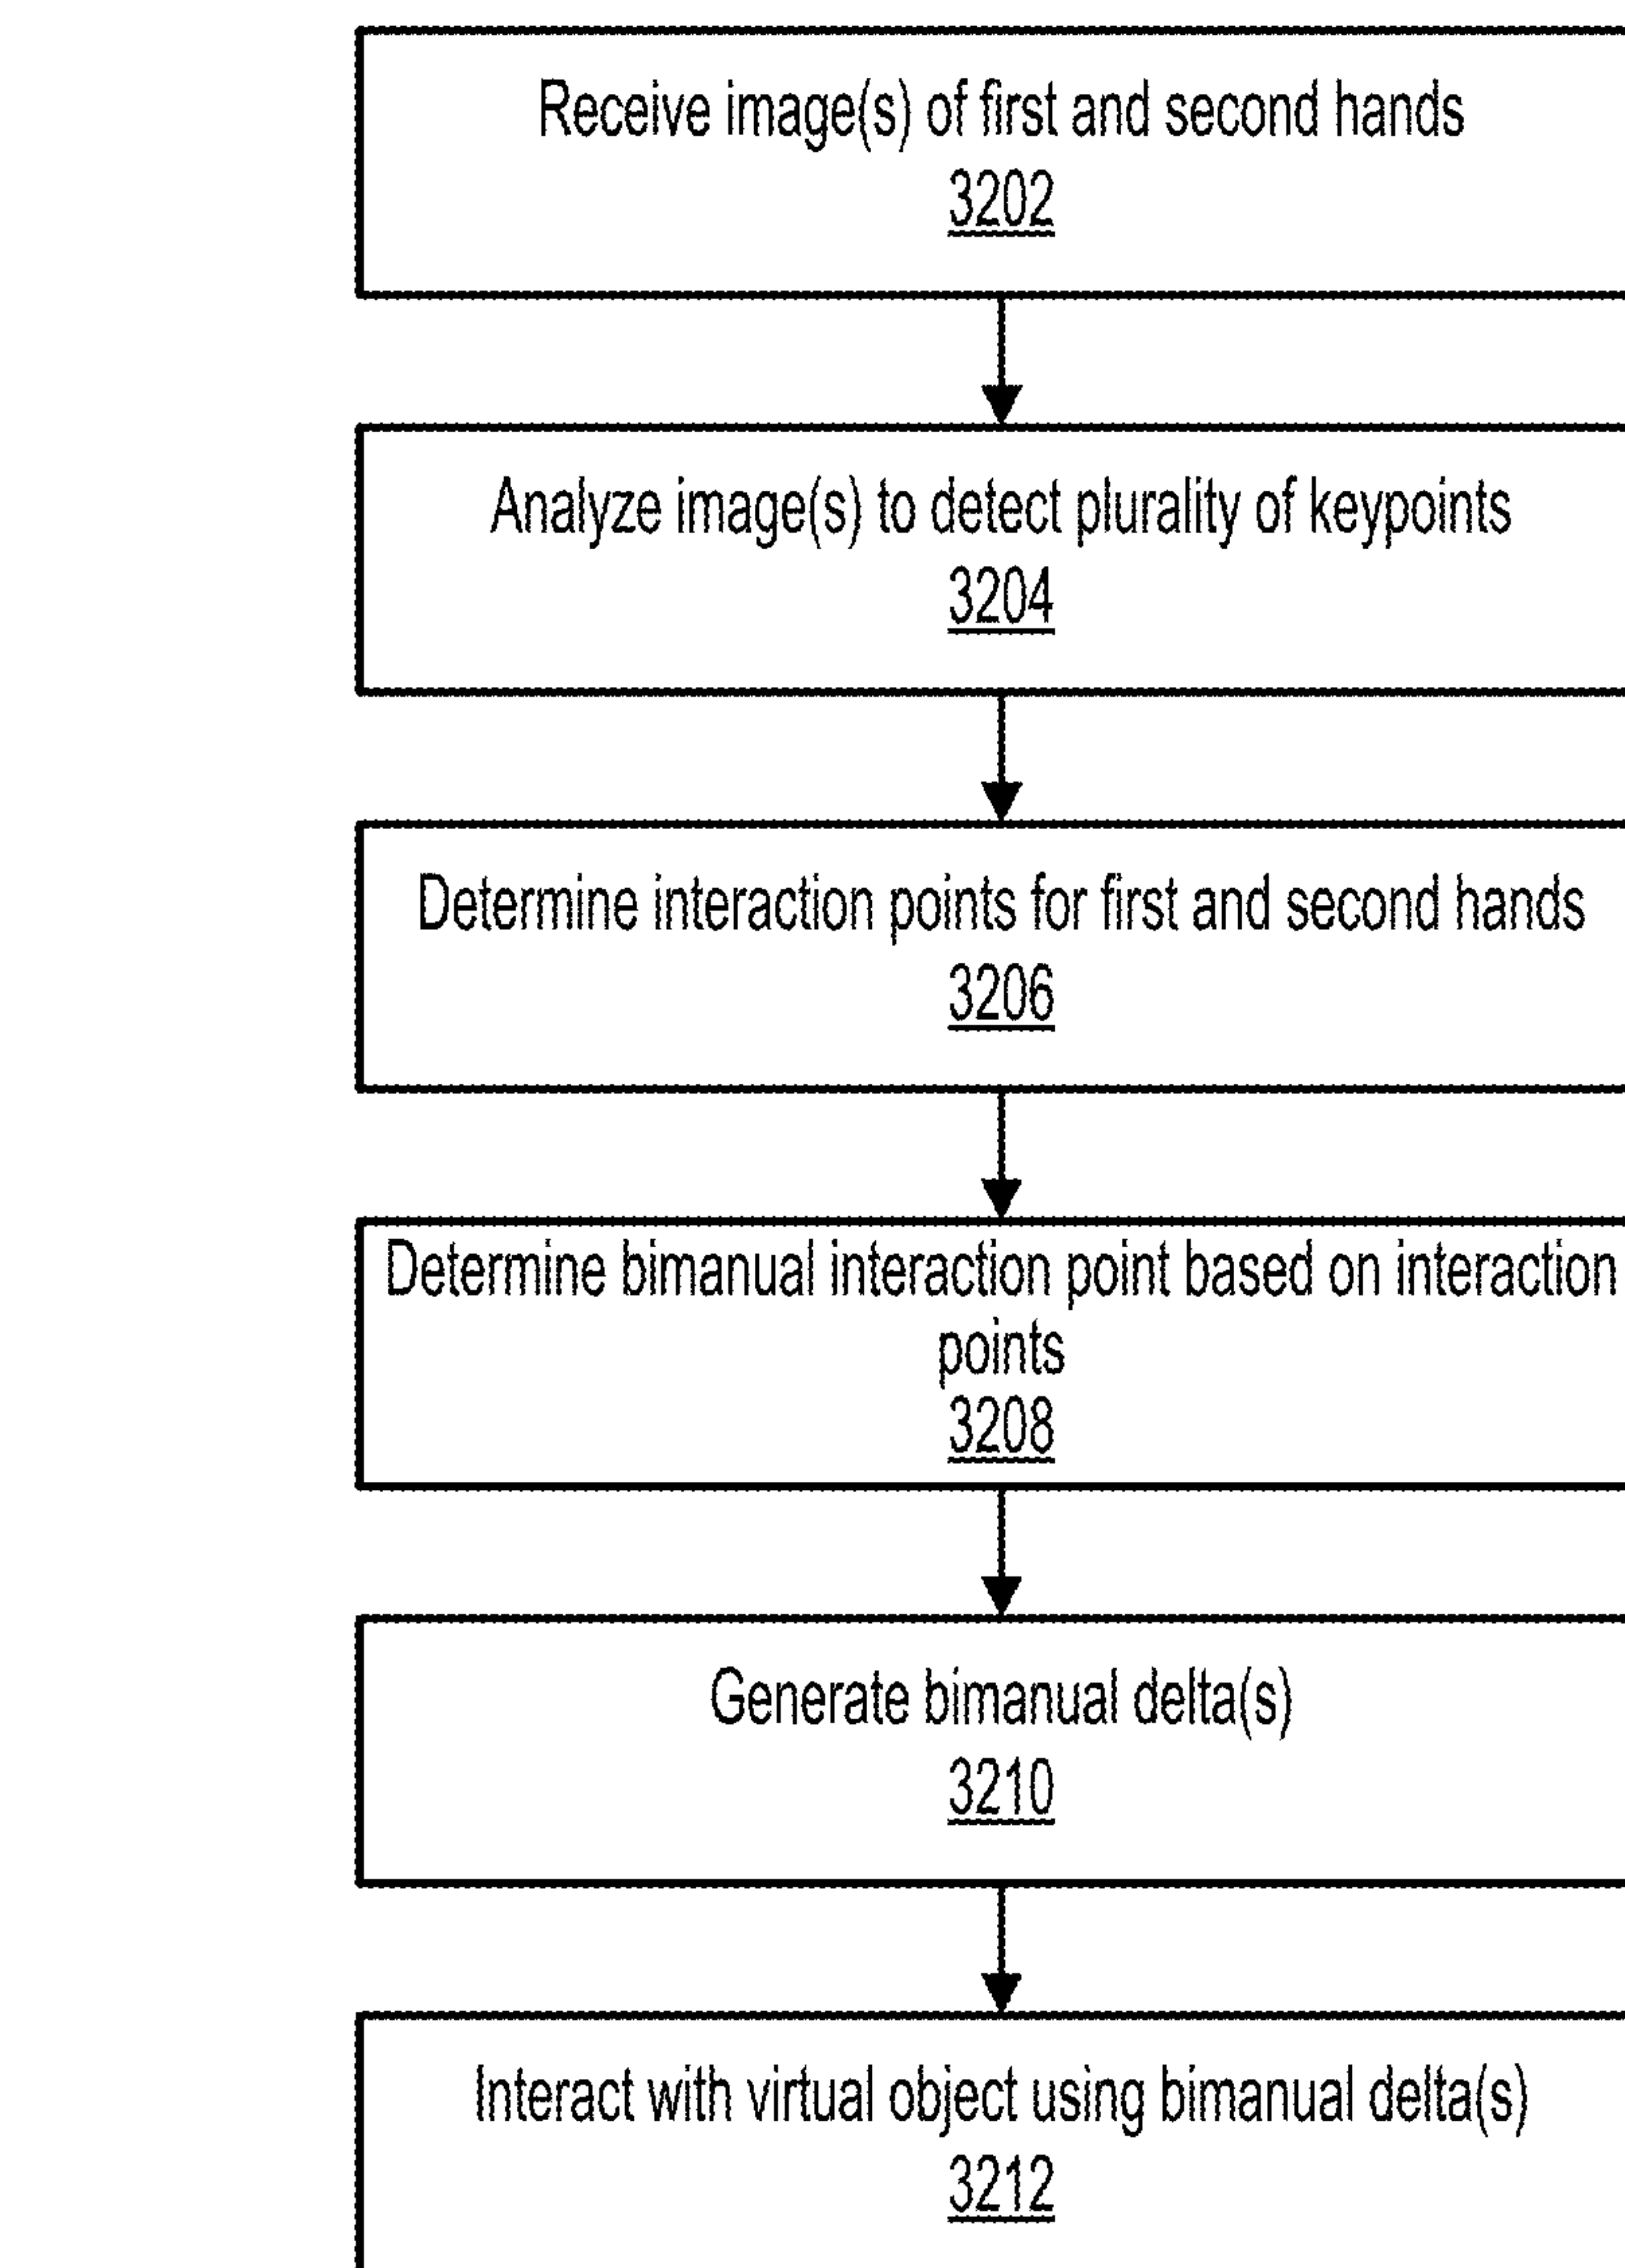 Receive image(s) of first and second hands
3202
Analyze image(s) to detect plurality of keypoints
3204
Determine interaction points for first and second hands
3206
Determine bimanual interaction point based on interaction
points
3208
Generate bimanual delta(s)
3210
Interact with virtual object using bimanual delta(s)
3212